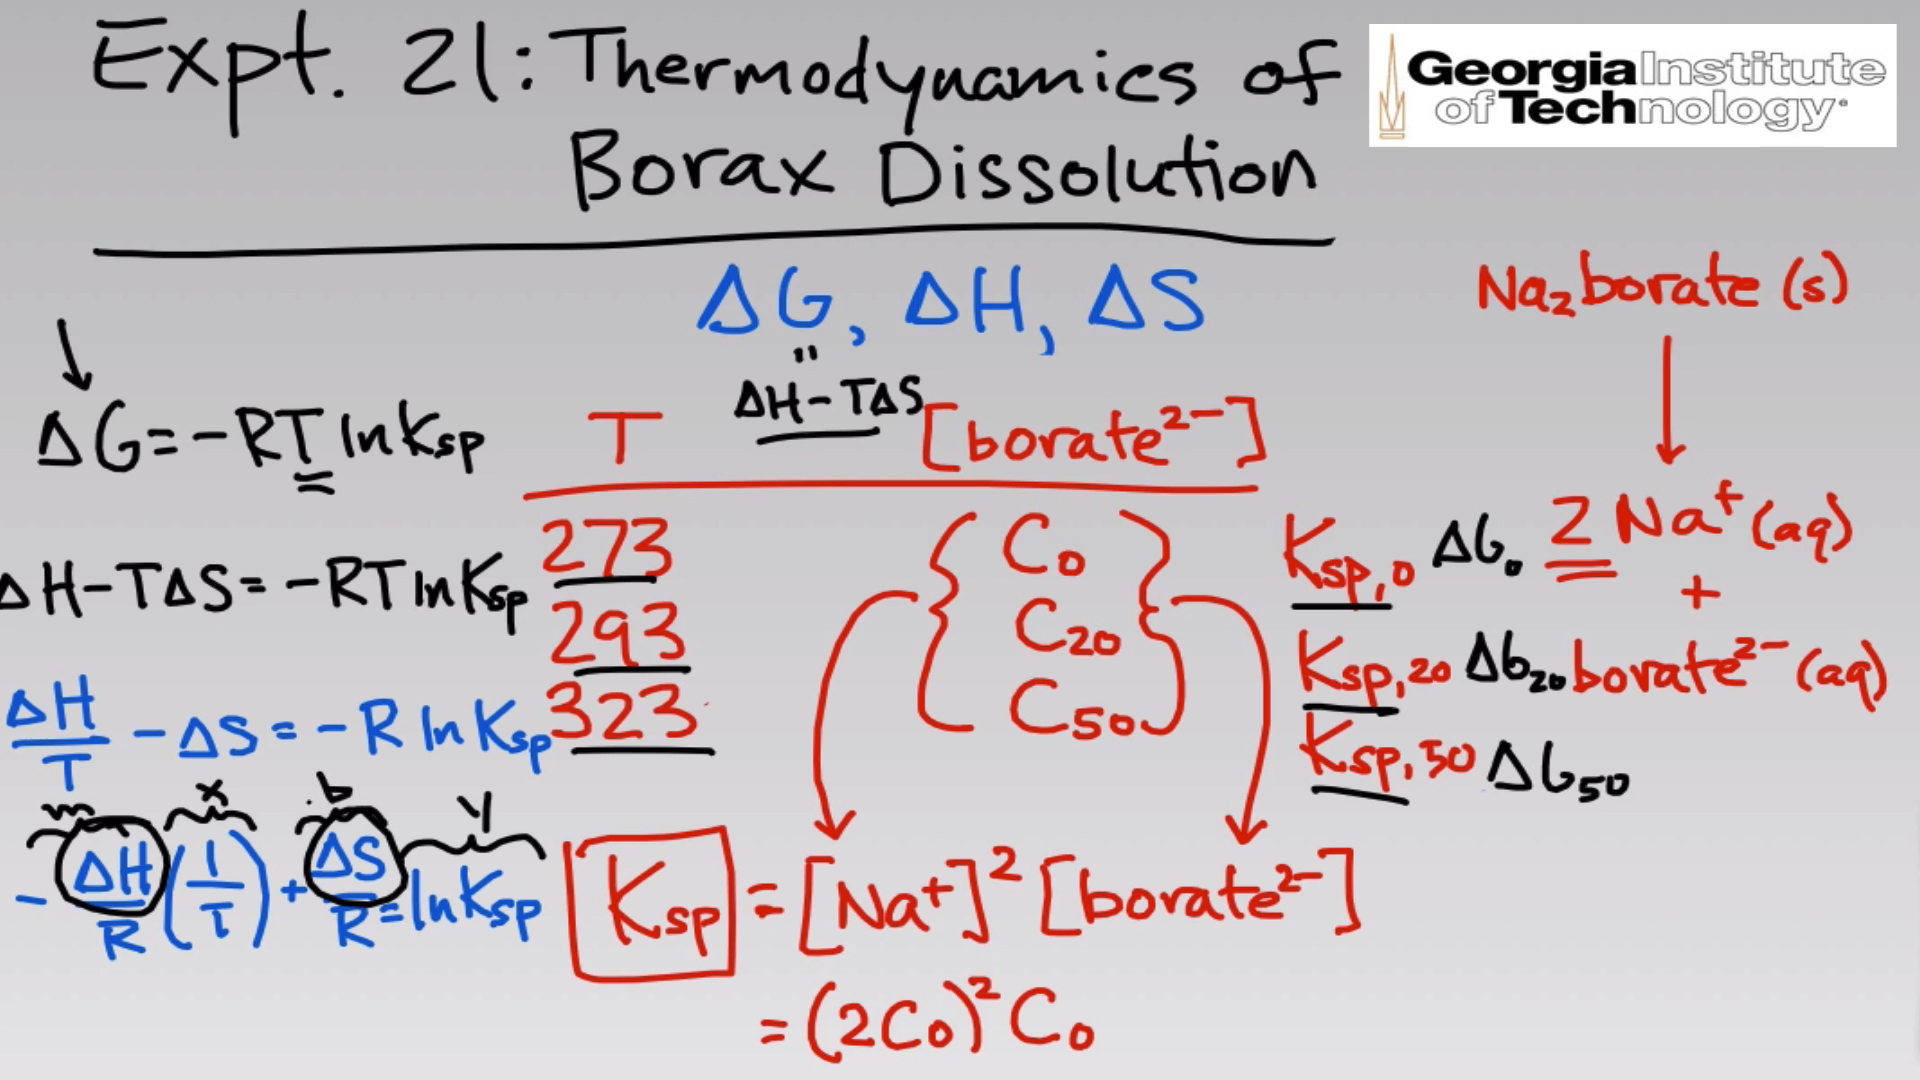 Expt. 21: Thermodynamics of
Borax Dissolution
Georgia Institute
of Technology
ΔG, ΔH, ΔS
"
ΔH-TΔS
Na₂borate (s)
2 Na⁺(aq)
+
borate²⁻(aq)
ΔG = -RT ln Ksp
ΔH-TΔS = -RT ln Ksp
ΔH/T - ΔS = -R ln Ksp
m x b y
-ΔH/R (1/T) + ΔS/R = ln Ksp
T [borate²⁻]
273 C₀ Ksp,0 ΔG₀
293 C₂₀ Ksp,20 ΔG₂₀
323 C₅₀ Ksp,50 ΔG₅₀
Ksp = [Na⁺]² [borate²⁻]
= (2C₀)² C₀